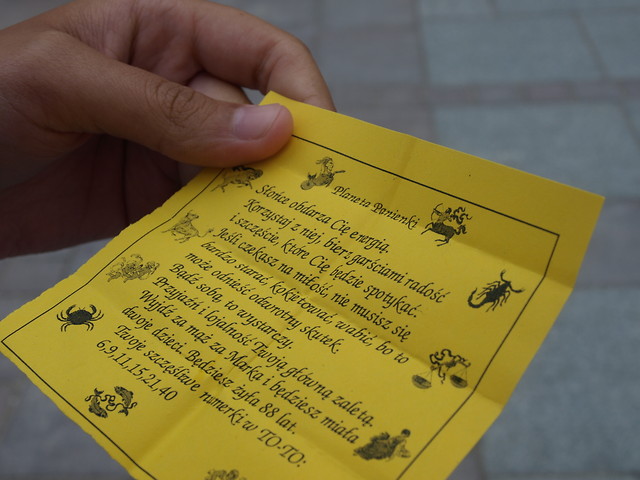 Planeta Panienki
Słońce obdarza Cię energią.
Korzystaj z niej, bierz garściami radość
i szczęście, które Cię będzie spotykać.
Jeśli czekasz na miłość, nie musisz się
bardzo starać, kokietować, wabić, bo to
może odnieść odwrotny skutek.
Bądź sobą, to wystarczy.
Przyjaźń i lojalność Twoją główną zaletą.
Wyjdź za mąż za Marka i będziesz miała
dwoje dzieci. Będziesz żyła 88 lat.
Twoje szczęśliwe numerki w TO-TO:
6,9,11,15,21,40